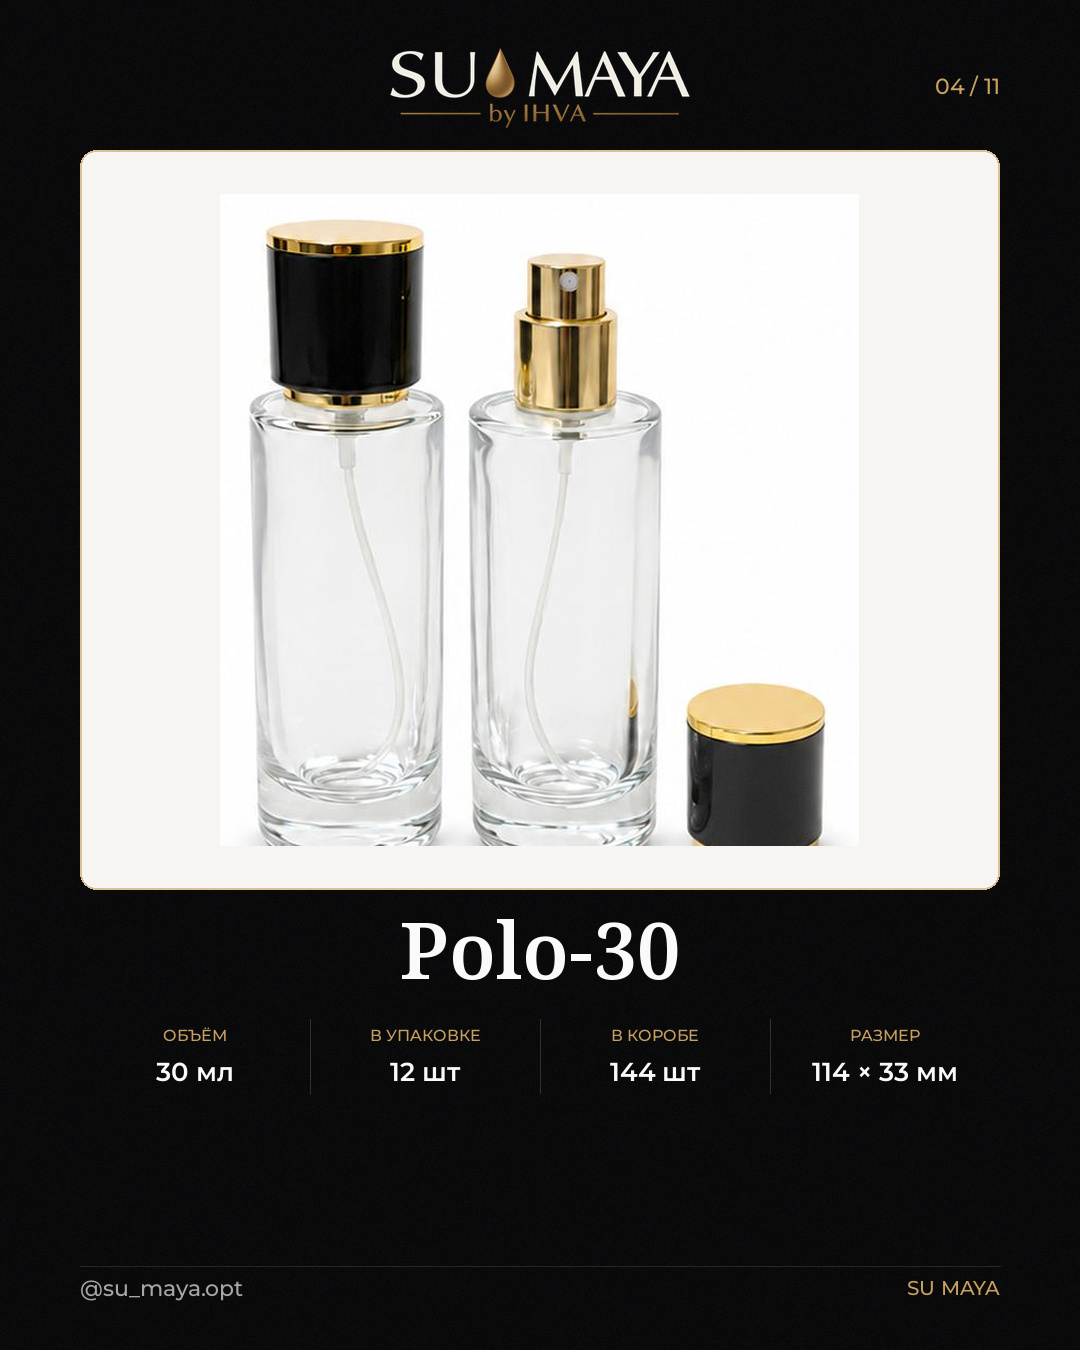 SU MAYA
by IHVA
04 / 11
Polo-30
ОБЪЁМ
30 мл
В УПАКОВКЕ
12 шт
В КОРОБЕ
144 шт
РАЗМЕР
114 × 33 мм
@su_maya.opt
SU MAYA